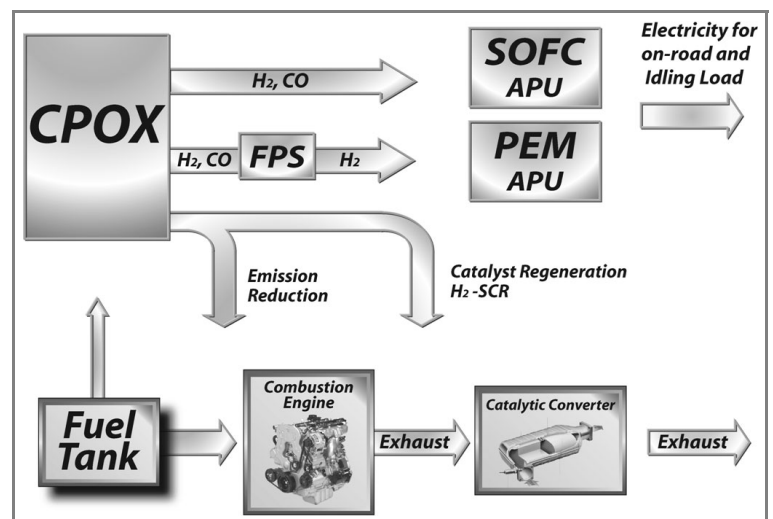 CPOX
H2, CO
SOFC
APU
Electricity for
on-road and
Idling Load
H2, CO
FPS
H2
PEM
APU
Emission
Reduction
Catalyst Regeneration
H2 -SCR
Fuel
Tank
Combustion
Engine
Exhaust
Catalytic Converter
Exhaust